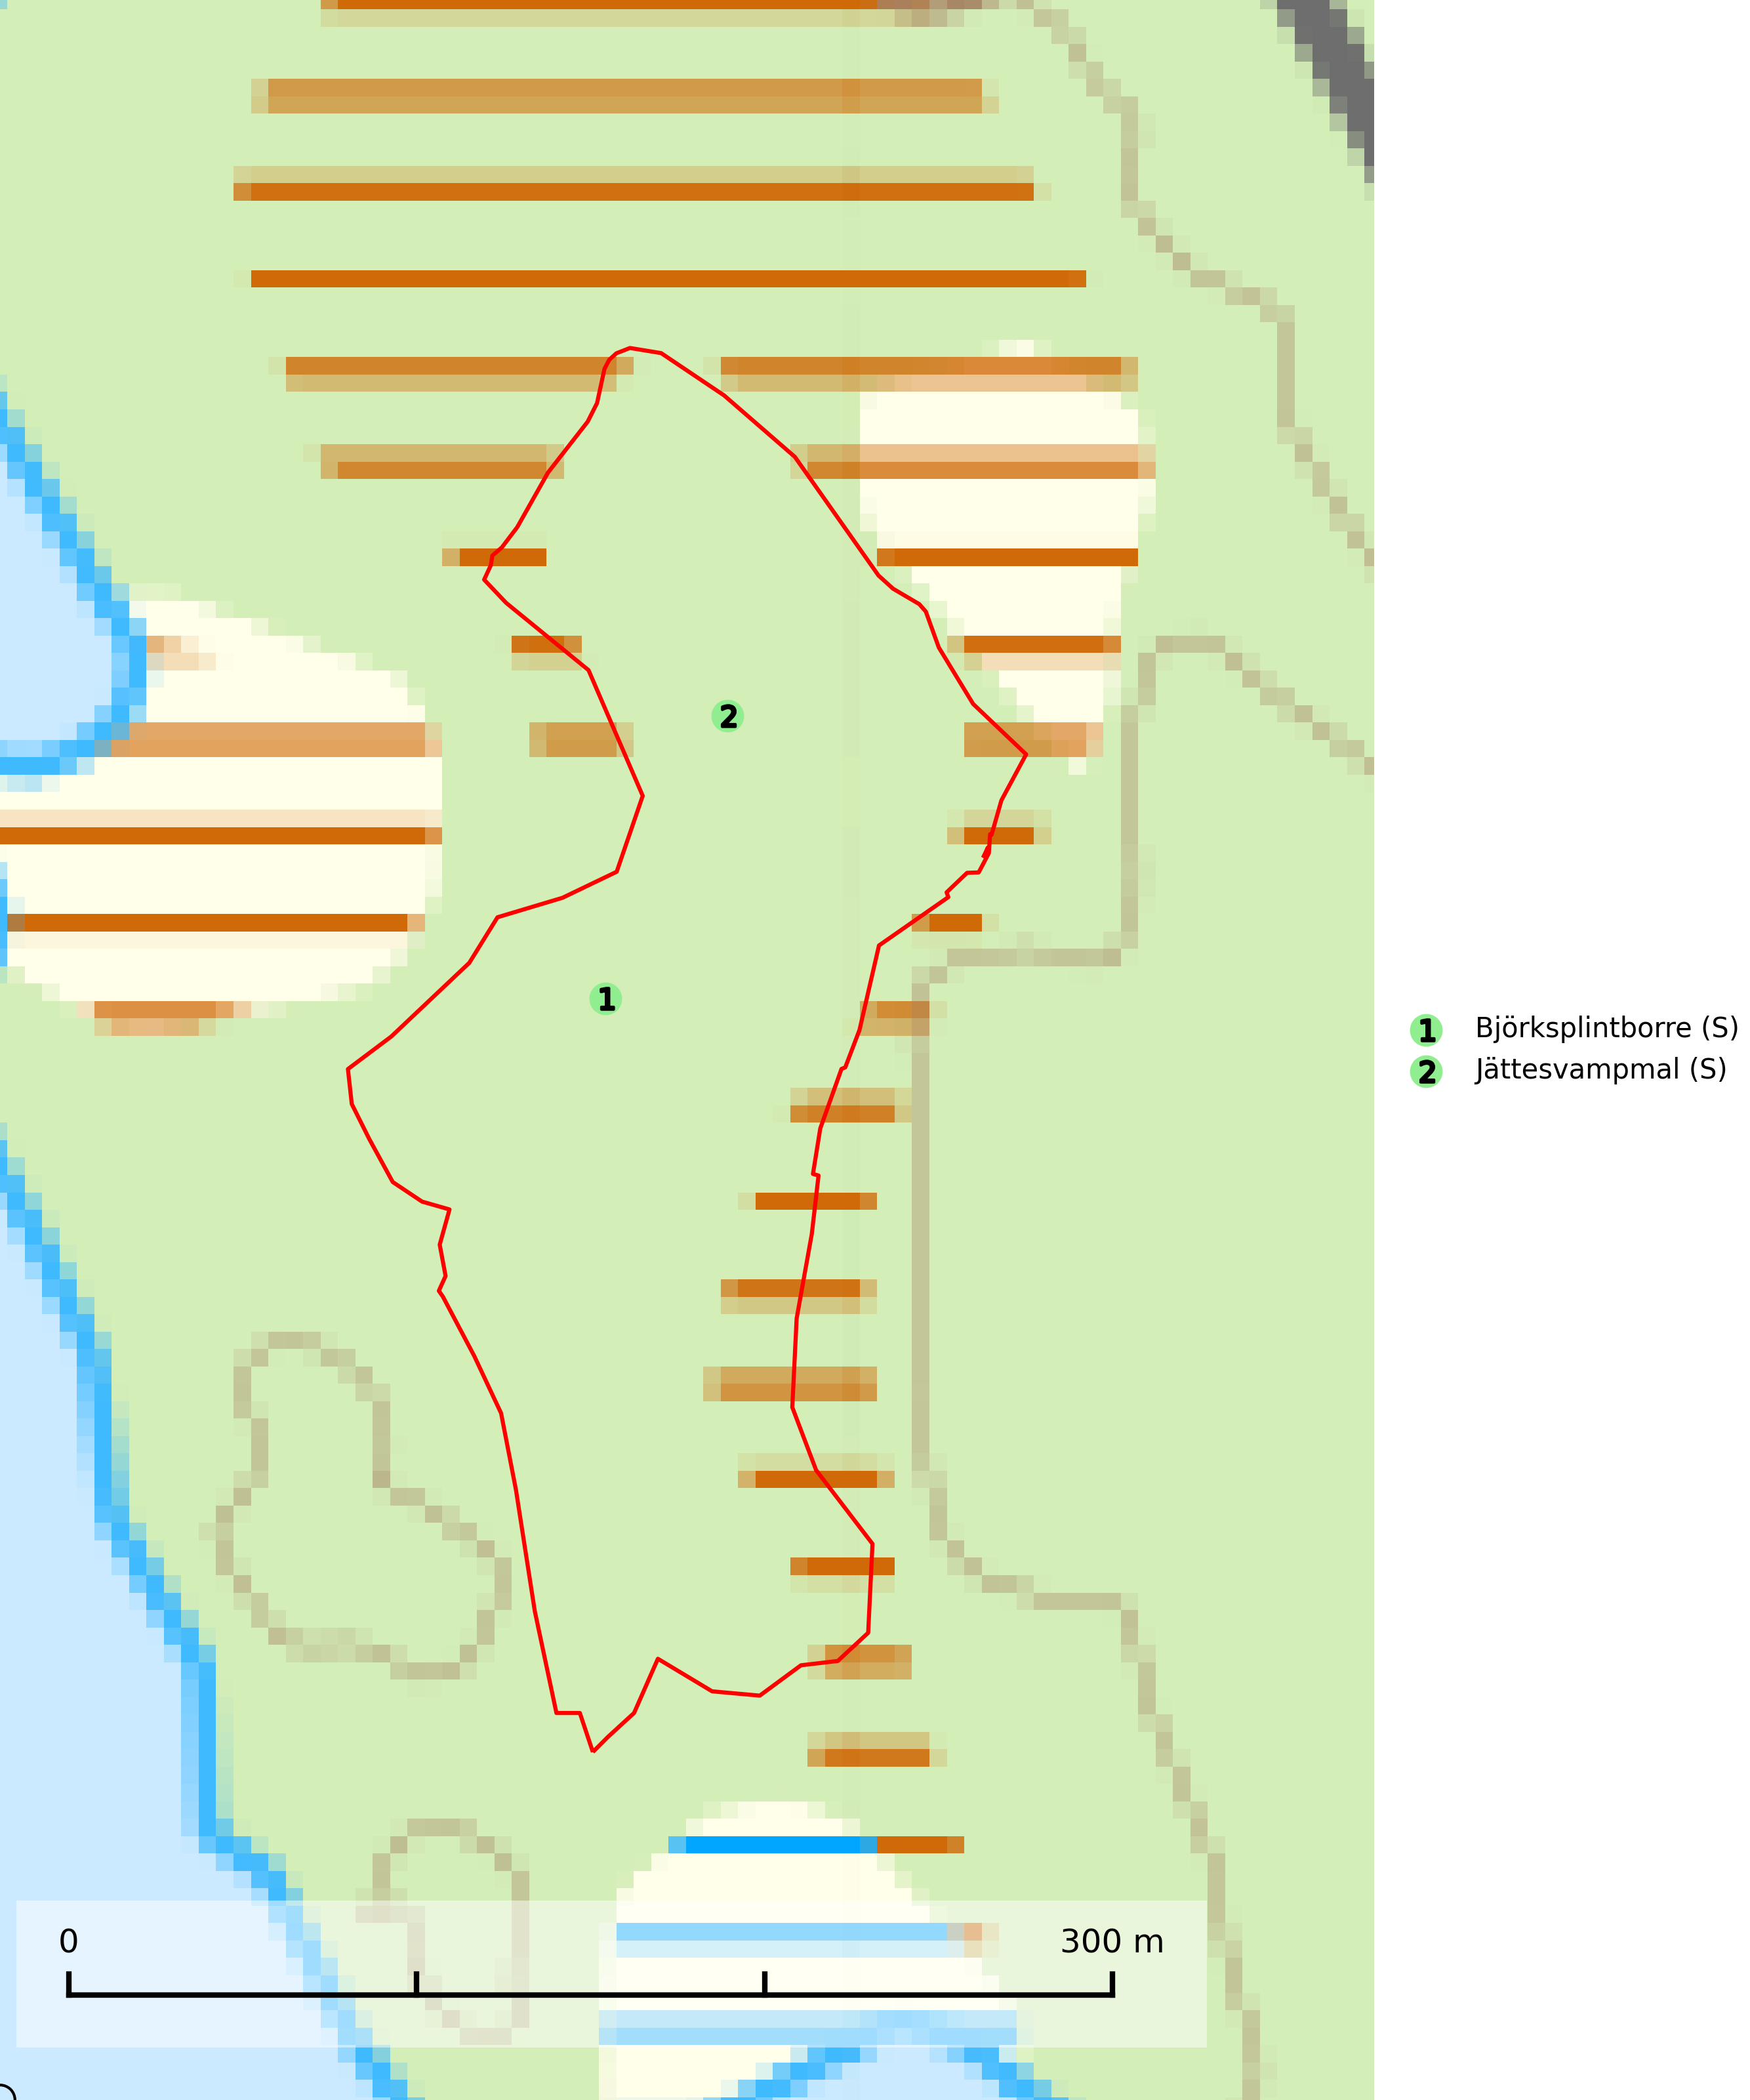 2
1
1 Björksplintborre (S)
2 Jättesvampmal (S)
0 300 m